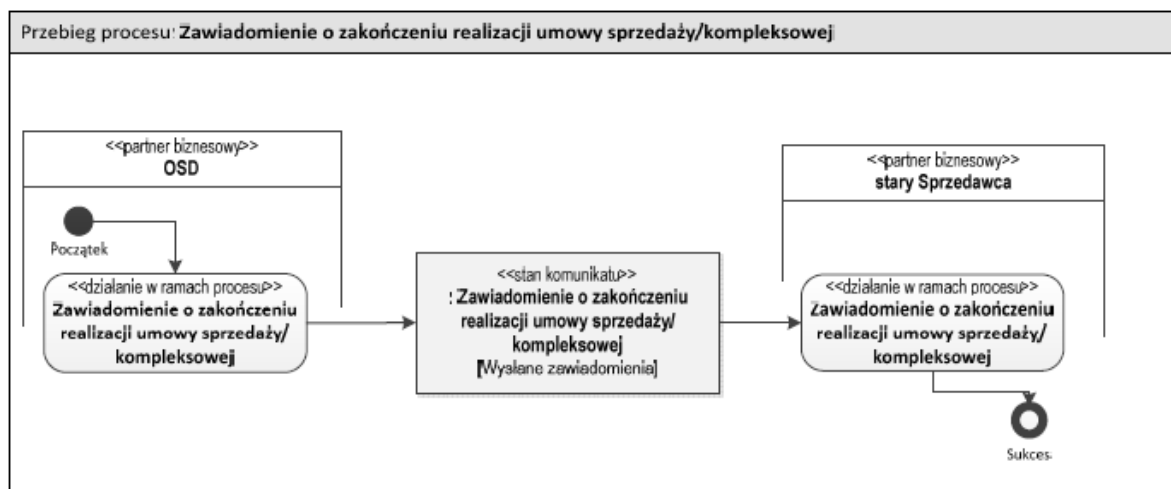 Przebieg procesu: Zawiadomienie o zakończeniu realizacji umowy sprzedaży/kompleksowej
<<partner biznesowy>>
OSD
Początek
<<działanie w ramach procesu>>
Zawiadomienie o zakończeniu
realizacji umowy sprzedaży/
kompleksowej
<<stan komunikatu>>
: Zawiadomienie o zakończeniu
realizacji umowy sprzedaży/
kompleksowej
[Wysłane zawiadomienia]
<<partner biznesowy>>
stary Sprzedawca
<<działanie w ramach procesu>>
Zawiadomienie o zakończeniu
realizacji umowy sprzedaży/
kompleksowej
Sukces